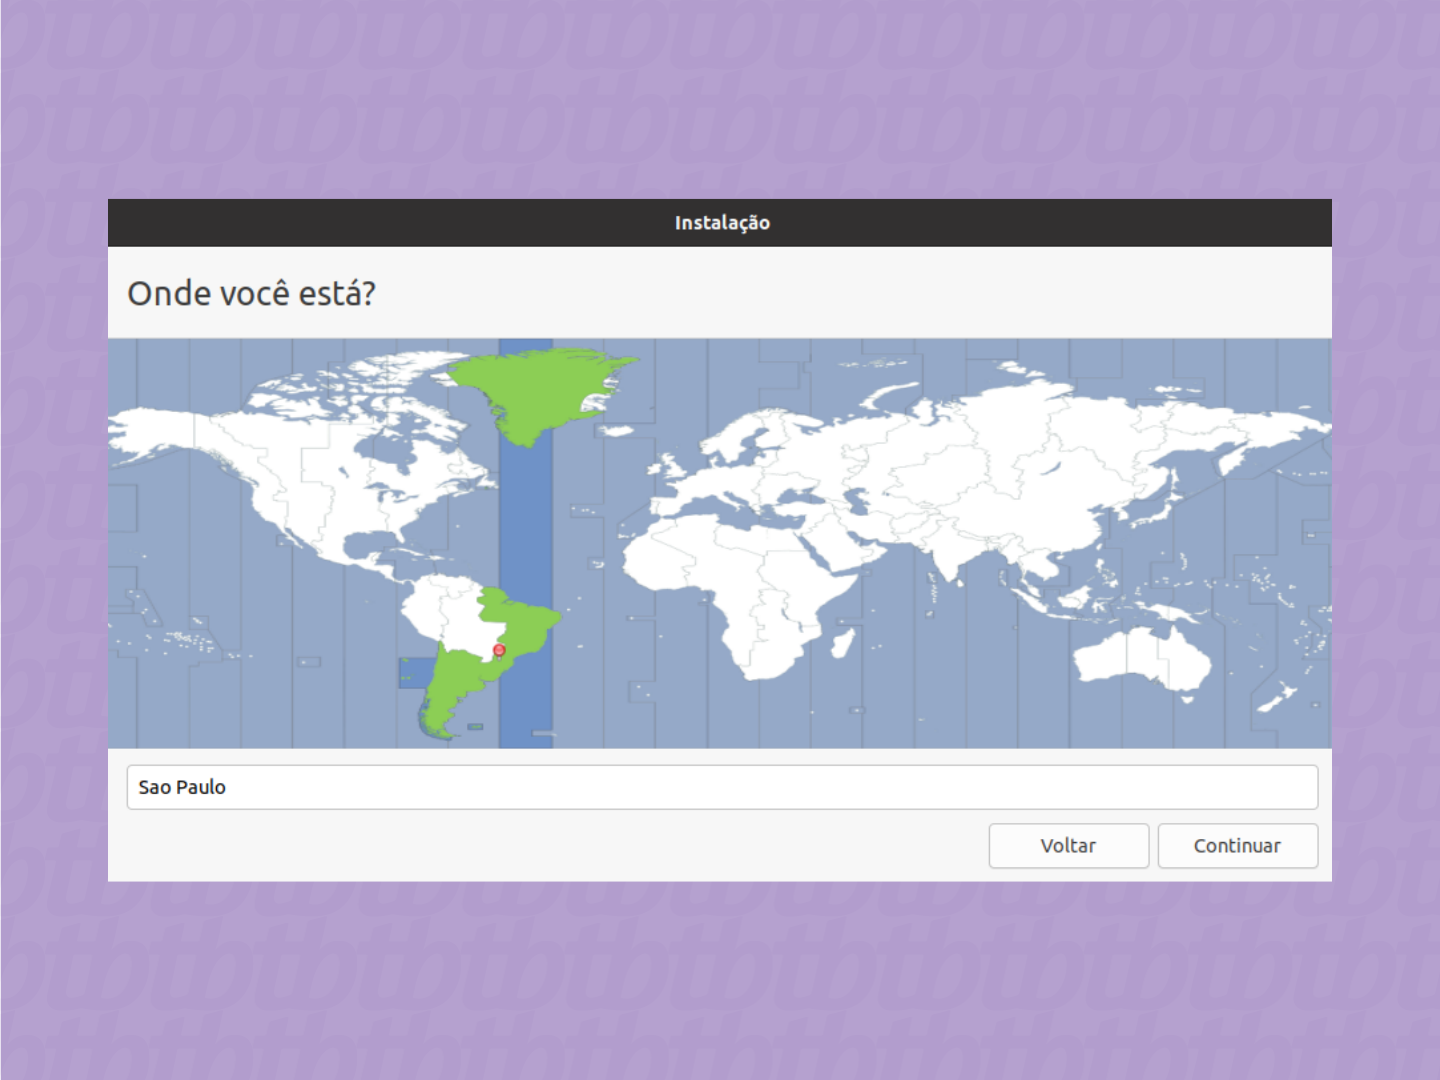 Instalação
Onde você está?
Sao Paulo
Voltar
Continuar